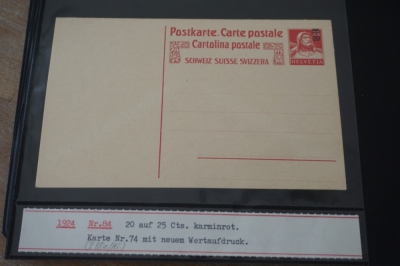 Postkarte. Carte postale
Cartolina postale
SCHWEIZ SUISSE SVIZZERA
HELVETIA
1924 Nr.84 20 auf 25 Cts. karminrot.
Karte Nr.74 mit neuem Wertaufdruck.